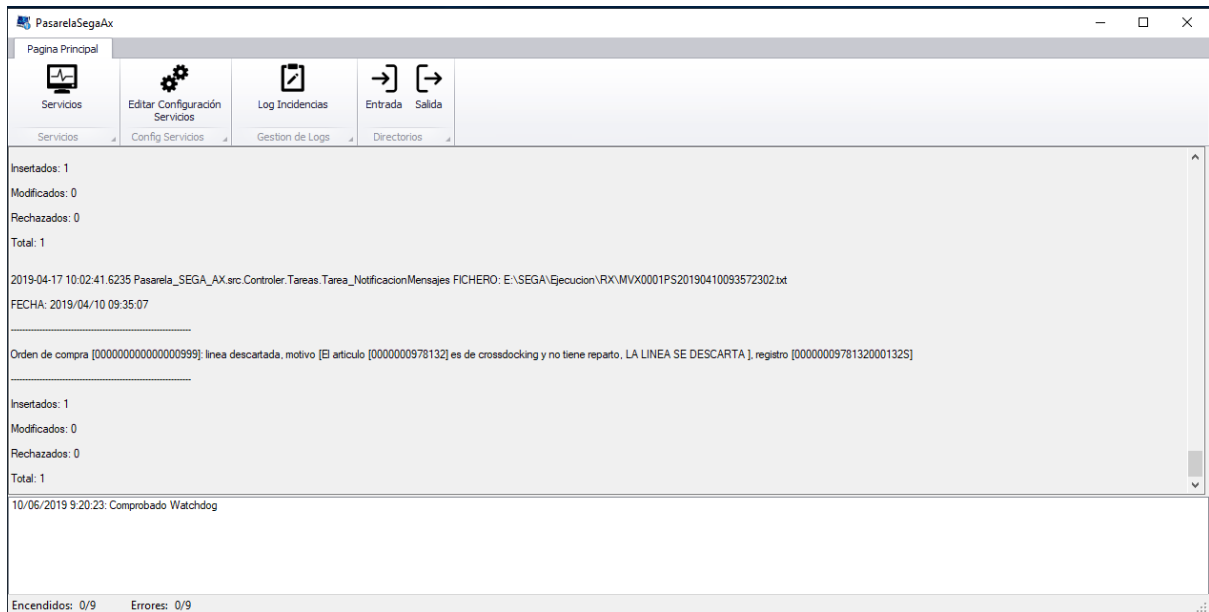 PasarelaSegaAx
Pagina Principal
Servicios
Editar Configuración
Servicios
Log Incidencias
Entrada Salida
Servicios Config Servicios Gestion de Logs Directorios
Insertados: 1
Modificados: 0
Rechazados: 0
Total: 1
2019-04-17 10:02:41.6235 Pasarela_SEGA_AX.src.Controler.Tareas.Tarea_NotificacionMensajes FICHERO: E:\SEGA\Ejecucion\RX\MVX0001PS20190410093572302.txt
FECHA: 2019/04/10 09:35:07
------------------------------------------------------------
Orden de compra [000000000000000999]: linea descartada, motivo [El articulo [0000000978132] es de crossdocking y no tiene reparto, LA LINEA SE DESCARTA ], registro [0000000978132000132S]
------------------------------------------------------------
Insertados: 1
Modificados: 0
Rechazados: 0
Total: 1
10/06/2019 9:20:23: Comprobado Watchdog
Encendidos: 0/9 Errores: 0/9